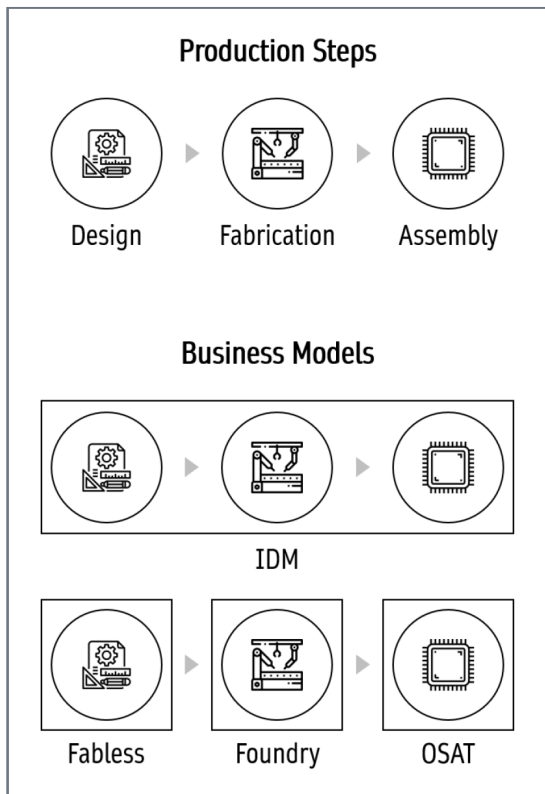 Production Steps
Design
Fabrication
Assembly
Business Models
IDM
Fabless
Foundry
OSAT